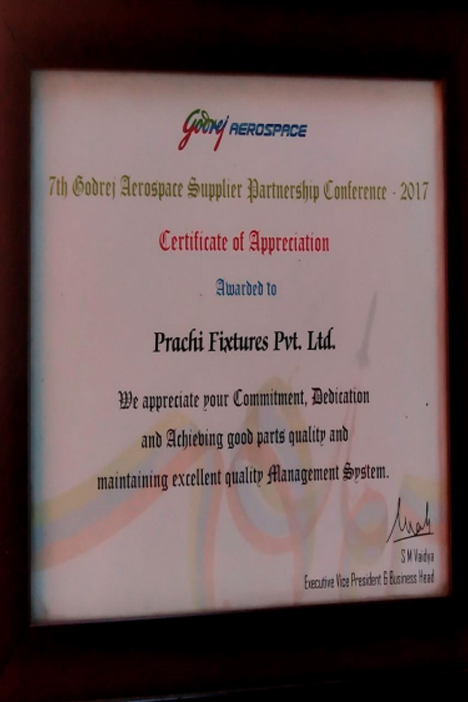 Godrej AEROSPACE
7th Godrej Aerospace Supplier Partnership Conference - 2017
Certificate of Appreciation
Awarded to
Prachi Fixtures Pvt. Ltd.
We appreciate your Commitment, Dedication
and Achieving good parts quality and
maintaining excellent quality Management System.
S M Vaidya
Executive Vice President & Business Head